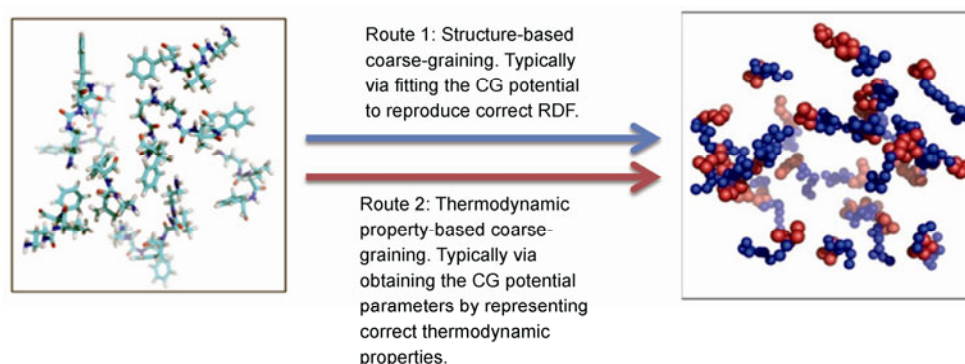 Route 1: Structure-based
coarse-graining. Typically
via fitting the CG potential
to reproduce correct RDF.
Route 2: Thermodynamic
property-based coarse-
graining. Typically via
obtaining the CG potential
parameters by representing
correct thermodynamic
properties.